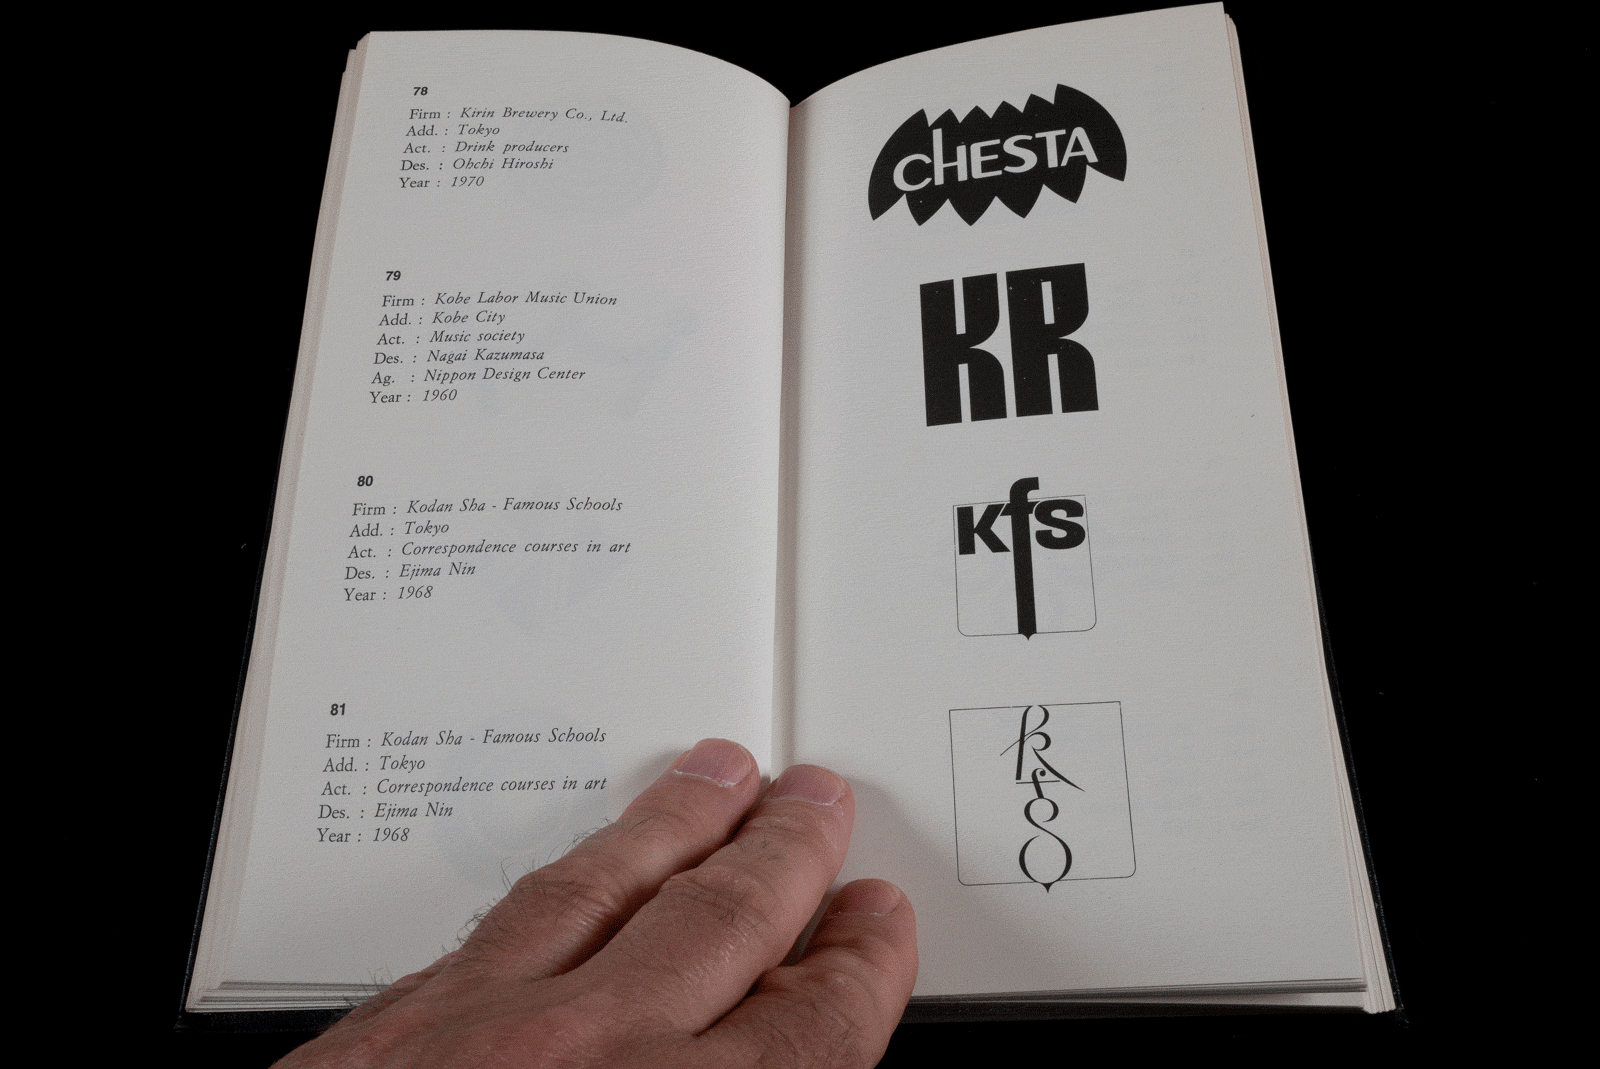 78
Firm : Kirin Brewery Co., Ltd.
Add. : Tokyo
Act. : Drink producers
Des. : Ohchi Hiroshi
Year : 1970
79
Firm : Kobe Labor Music Union
Add. : Kobe City
Act. : Music society
Des. : Nagai Kazumasa
Ag. : Nippon Design Center
Year : 1960
80
Firm : Kodan Sha - Famous Schools
Add. : Tokyo
Act. : Correspondence courses in art
Des. : Ejima Nin
Year : 1968
81
Firm : Kodan Sha - Famous Schools
Add. : Tokyo
Act. : Correspondence courses in art
Des. : Ejima Nin
Year : 1968
CHESTA
KR
KfS
kfs